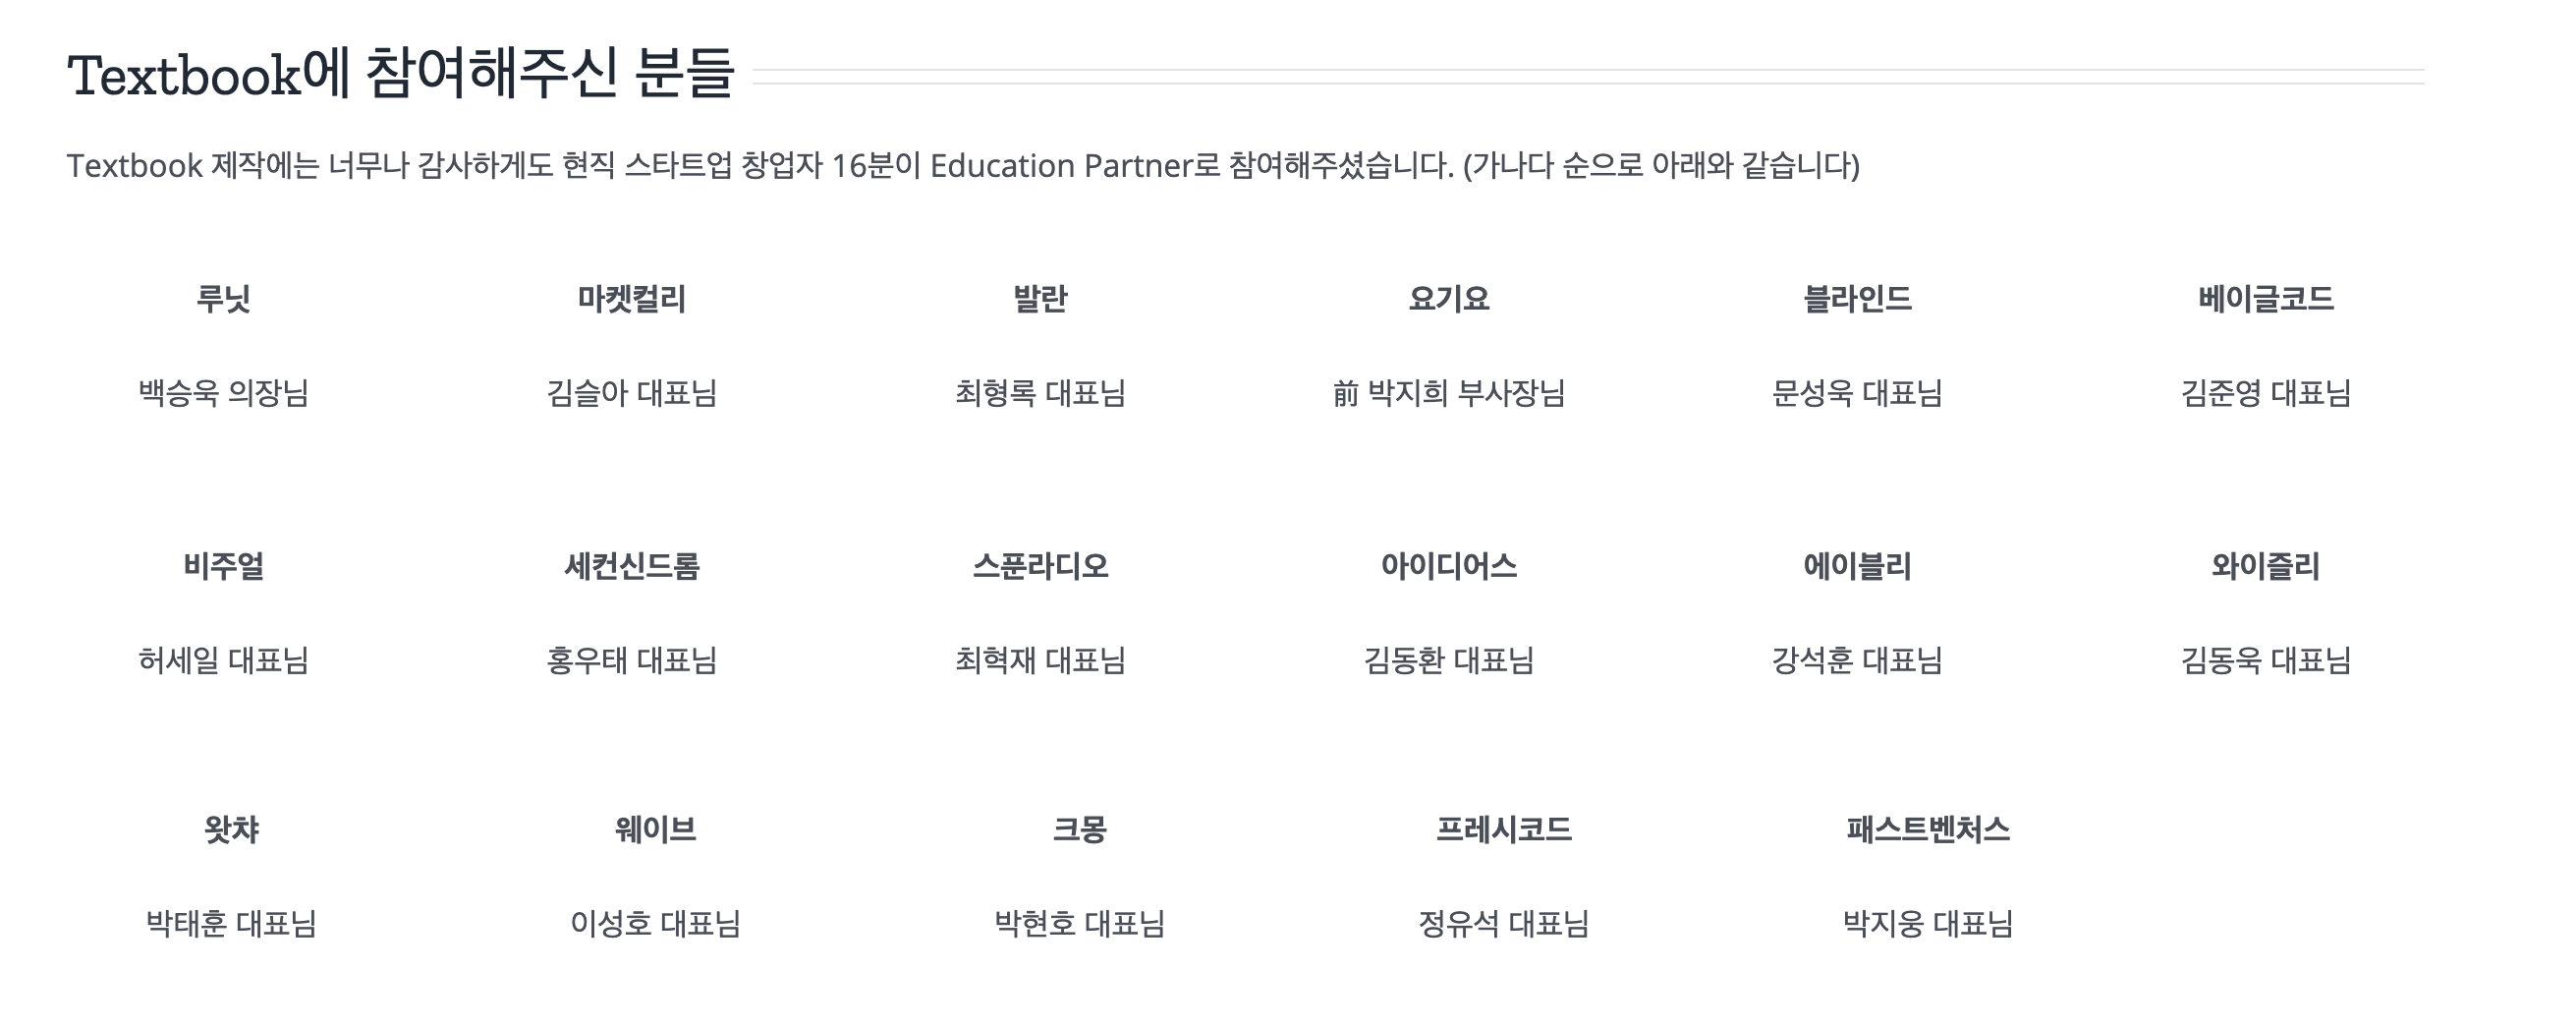 Textbook에 참여해주신 분들
Textbook 제작에는 너무나 감사하게도 현직 스타트업 창업자 16분이 Education Partner로 참여해주셨습니다. (가나다 순으로 아래와 같습니다)
루닛 마켓컬리 발란 요기요 블라인드 베이글코드
백승욱 의장님 김슬아 대표님 최형록 대표님 前 박지희 부사장님 문성욱 대표님 김준영 대표님
비주얼 세컨신드롬 스푼라디오 아이디어스 에이블리 와이즐리
허세일 대표님 홍우태 대표님 최혁재 대표님 김동환 대표님 강석훈 대표님 김동욱 대표님
왓챠 웨이브 크몽 프레시코드 패스트벤처스
박태훈 대표님 이성호 대표님 박현호 대표님 정유석 대표님 박지웅 대표님